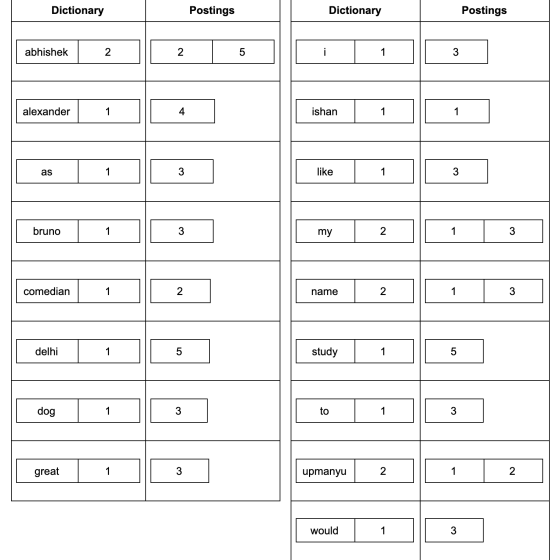 Dictionary Postings Dictionary Postings
abhishek 2 2 5 i 1 3
alexander 1 4 ishan 1 1
as 1 3 like 1 3
bruno 1 3 my 2 1 3
comedian 1 2 name 2 1 3
delhi 1 5 study 1 5
dog 1 3 to 1 3
great 1 3 upmanyu 2 1 2
would 1 3